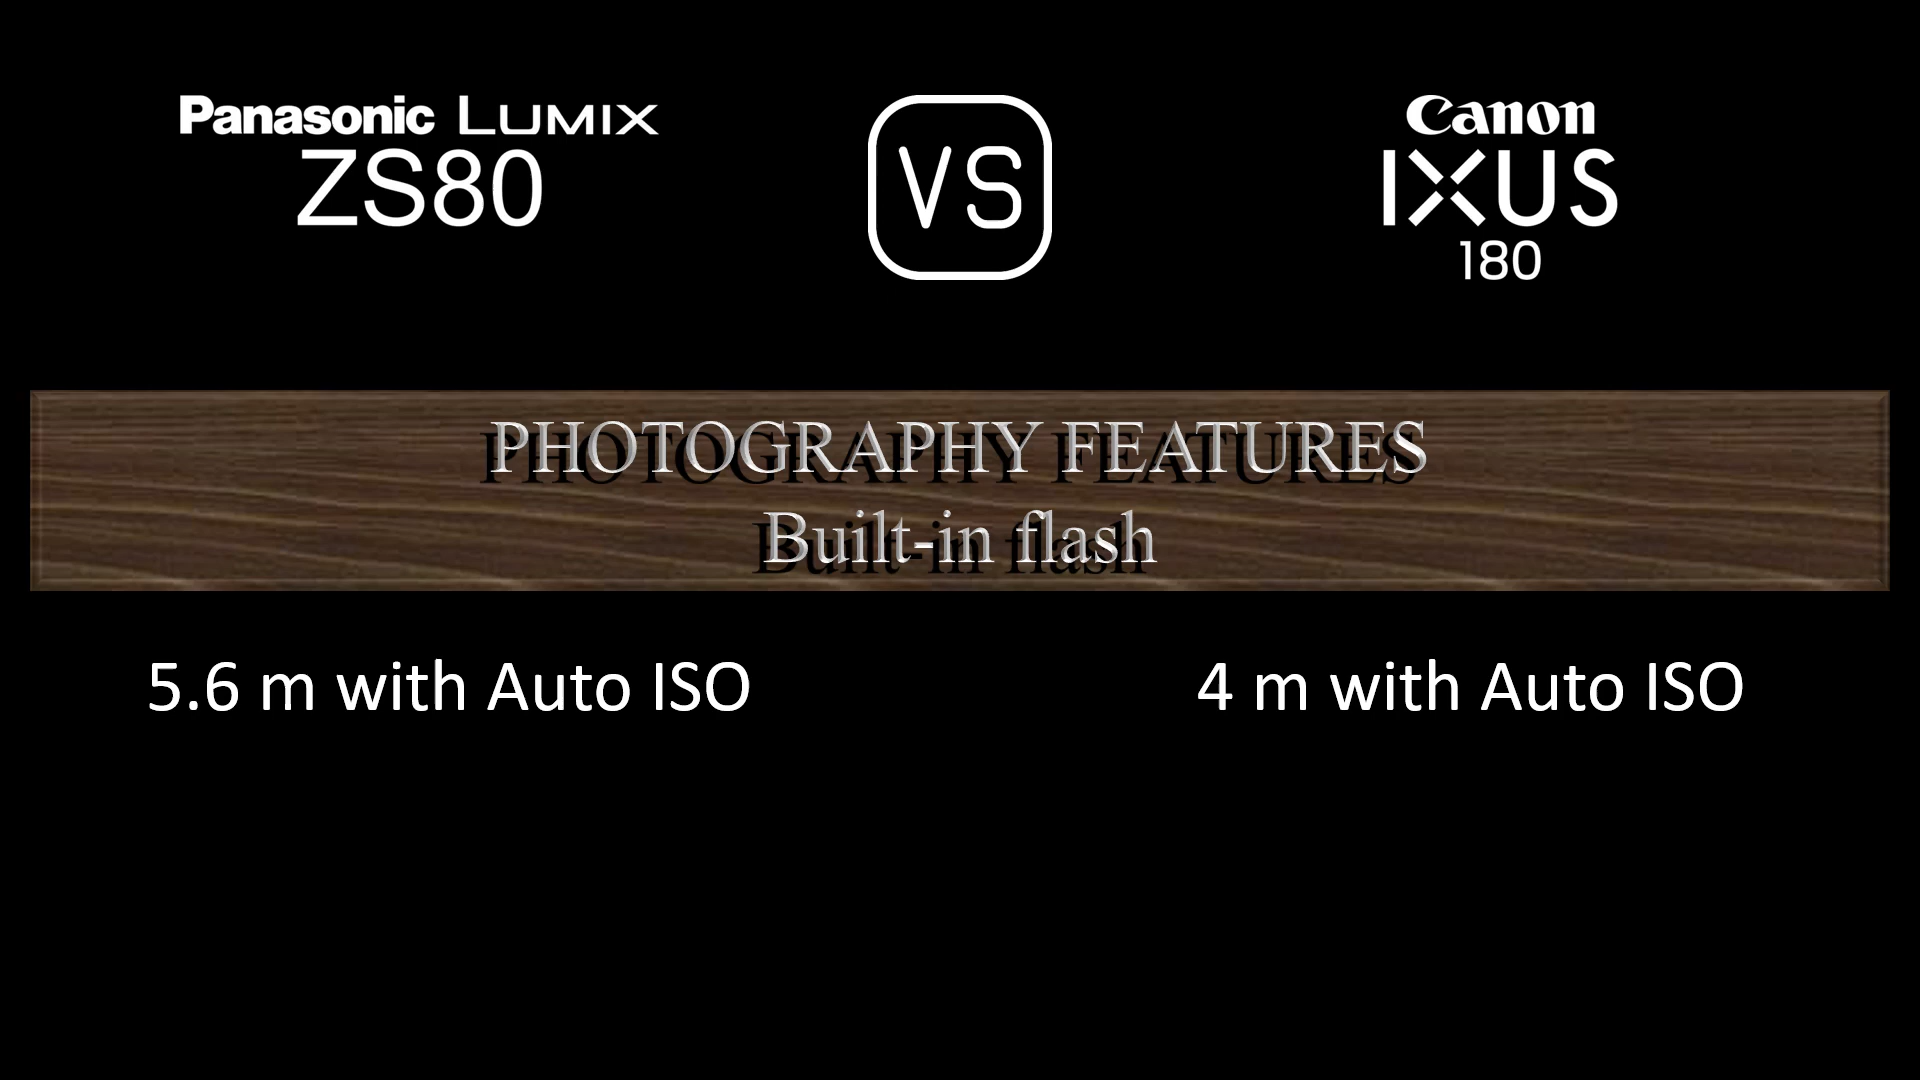 Panasonic LUMIX
ZS80
VS
Canon
IXUS
180
PHOTOGRAPHY FEATURES
Built-in flash
5.6 m with Auto ISO
4 m with Auto ISO